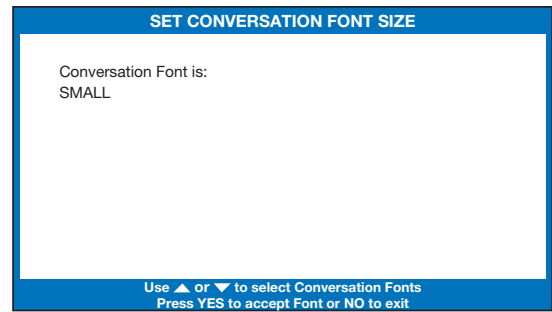 SET CONVERSATION FONT SIZE
Conversation Font is:
SMALL
Use ▲ or ▼ to select Conversation Fonts
Press YES to accept Font or NO to exit